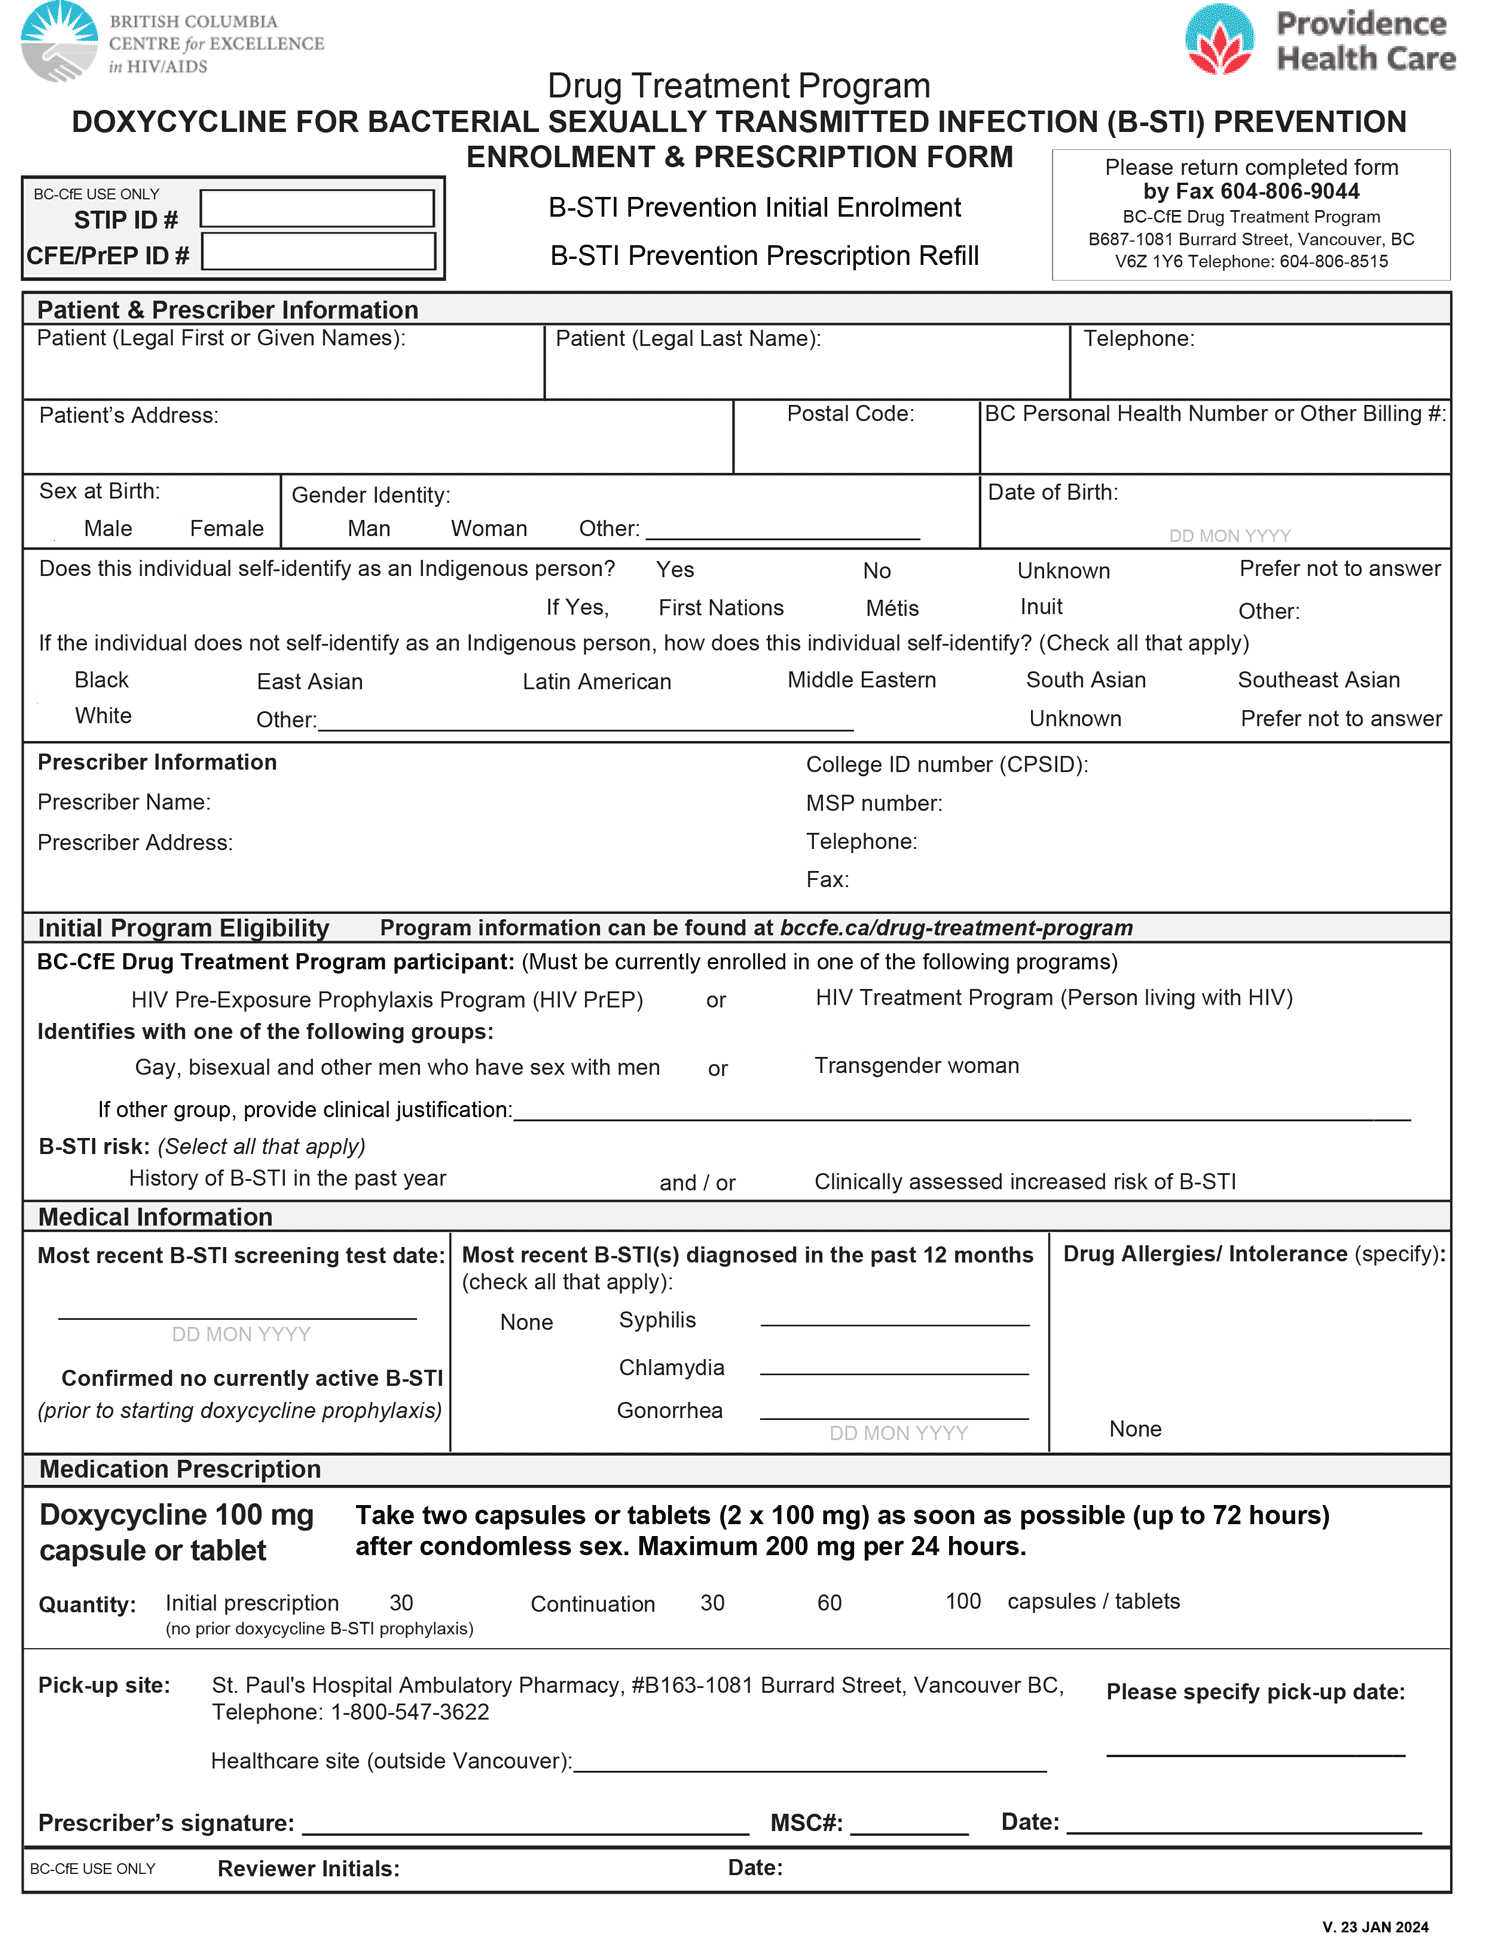 BRITISH COLUMBIA
CENTRE for EXCELLENCE
in HIV/AIDS
Providence
Health Care
Drug Treatment Program
DOXYCYCLINE FOR BACTERIAL SEXUALLY TRANSMITTED INFECTION (B-STI) PREVENTION
ENROLMENT & PRESCRIPTION FORM
BC-CfE USE ONLY
STIP ID #
CFE/PrEP ID #
B-STI Prevention Initial Enrolment
B-STI Prevention Prescription Refill
Please return completed form
by Fax 604-806-9044
BC-CfE Drug Treatment Program
B687-1081 Burrard Street, Vancouver, BC
V6Z 1Y6 Telephone: 604-806-8515
Patient & Prescriber Information
Patient (Legal First or Given Names): Patient (Legal Last Name): Telephone:
Patient's Address: Postal Code: BC Personal Health Number or Other Billing #:
Sex at Birth: Gender Identity: Date of Birth:
Male Female Man Woman Other: DD MON YYYY
Does this individual self-identify as an Indigenous person? Yes No Unknown Prefer not to answer
If Yes, First Nations Métis Inuit Other:
If the individual does not self-identify as an Indigenous person, how does this individual self-identify? (Check all that apply)
Black East Asian Latin American Middle Eastern South Asian Southeast Asian
White Other: Unknown Prefer not to answer
Prescriber Information College ID number (CPSID):
Prescriber Name: MSP number:
Prescriber Address: Telephone:
Fax:
Initial Program Eligibility Program information can be found at bccfe.ca/drug-treatment-program
BC-CfE Drug Treatment Program participant: (Must be currently enrolled in one of the following programs)
HIV Pre-Exposure Prophylaxis Program (HIV PrEP) or HIV Treatment Program (Person living with HIV)
Identifies with one of the following groups:
Gay, bisexual and other men who have sex with men or Transgender woman
If other group, provide clinical justification:
B-STI risk: (Select all that apply)
History of B-STI in the past year and / or Clinically assessed increased risk of B-STI
Medical Information
Most recent B-STI screening test date:
DD MON YYYY
Confirmed no currently active B-STI
(prior to starting doxycycline prophylaxis)
Most recent B-STI(s) diagnosed in the past 12 months
(check all that apply):
None Syphilis
Chlamydia
Gonorrhea
DD MON YYYY
Drug Allergies/ Intolerance (specify):
None
Medication Prescription
Doxycycline 100 mg
capsule or tablet
Take two capsules or tablets (2 x 100 mg) as soon as possible (up to 72 hours)
after condomless sex. Maximum 200 mg per 24 hours.
Quantity: Initial prescription 30 Continuation 30 60 100 capsules / tablets
(no prior doxycycline B-STI prophylaxis)
Pick-up site: St. Paul's Hospital Ambulatory Pharmacy, #B163-1081 Burrard Street, Vancouver BC,
Telephone: 1-800-547-3622
Please specify pick-up date:
Healthcare site (outside Vancouver):
Prescriber's signature: MSC#: Date:
BC-CfE USE ONLY Reviewer Initials: Date:
V. 23 JAN 2024